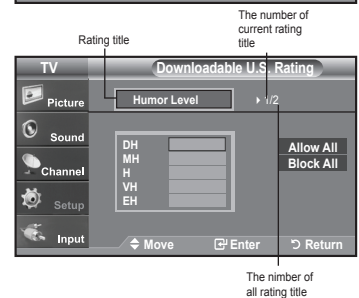 The number of
current rating
title
Rating title
TV
Downloadable U.S. Rating
Picture
Humor Level
1/2
Sound
DH
MH
H
VH
EH
Allow All
Block All
Channel
Setup
Input
Move
Enter
Return
The nimber of
all rating title